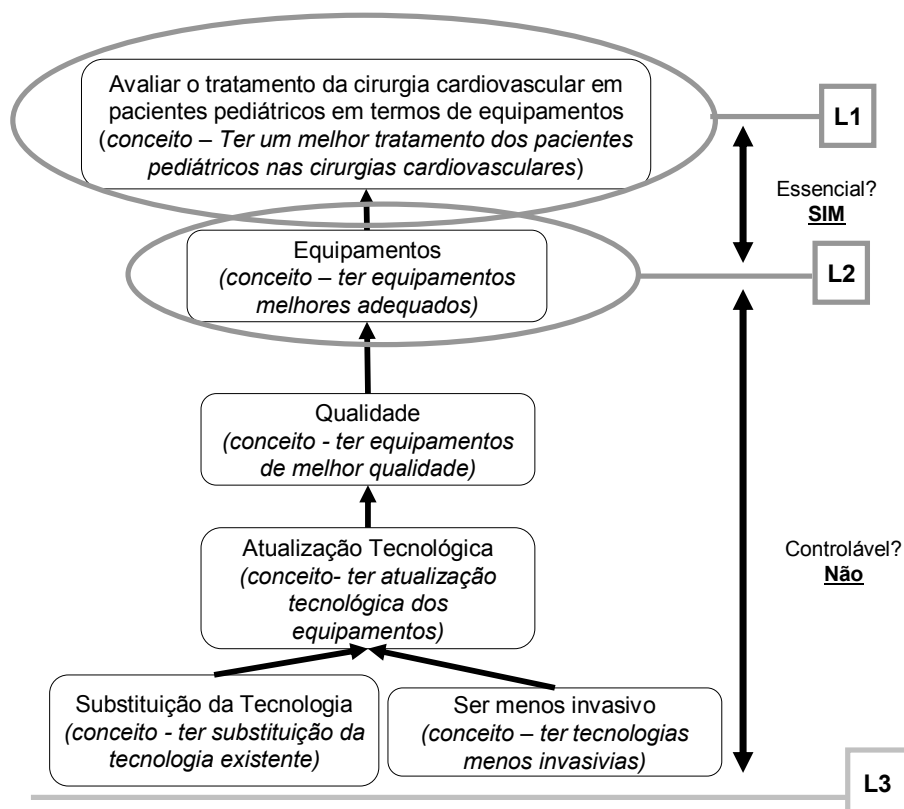 Avaliar o tratamento da cirurgia cardiovascular em
pacientes pediátricos em termos de equipamentos
(conceito – Ter um melhor tratamento dos pacientes
pediátricos nas cirurgias cardiovasculares)
L1
Essencial?
SIM
Equipamentos
(conceito – ter equipamentos
melhores adequados)
L2
Qualidade
(conceito - ter equipamentos
de melhor qualidade)
Atualização Tecnológica
(conceito- ter atualização
tecnológica dos
equipamentos)
Controlável?
Não
Substituição da Tecnologia
(conceito - ter substituição da
tecnologia existente)
Ser menos invasivo
(conceito – ter tecnologias
menos invasivias)
L3